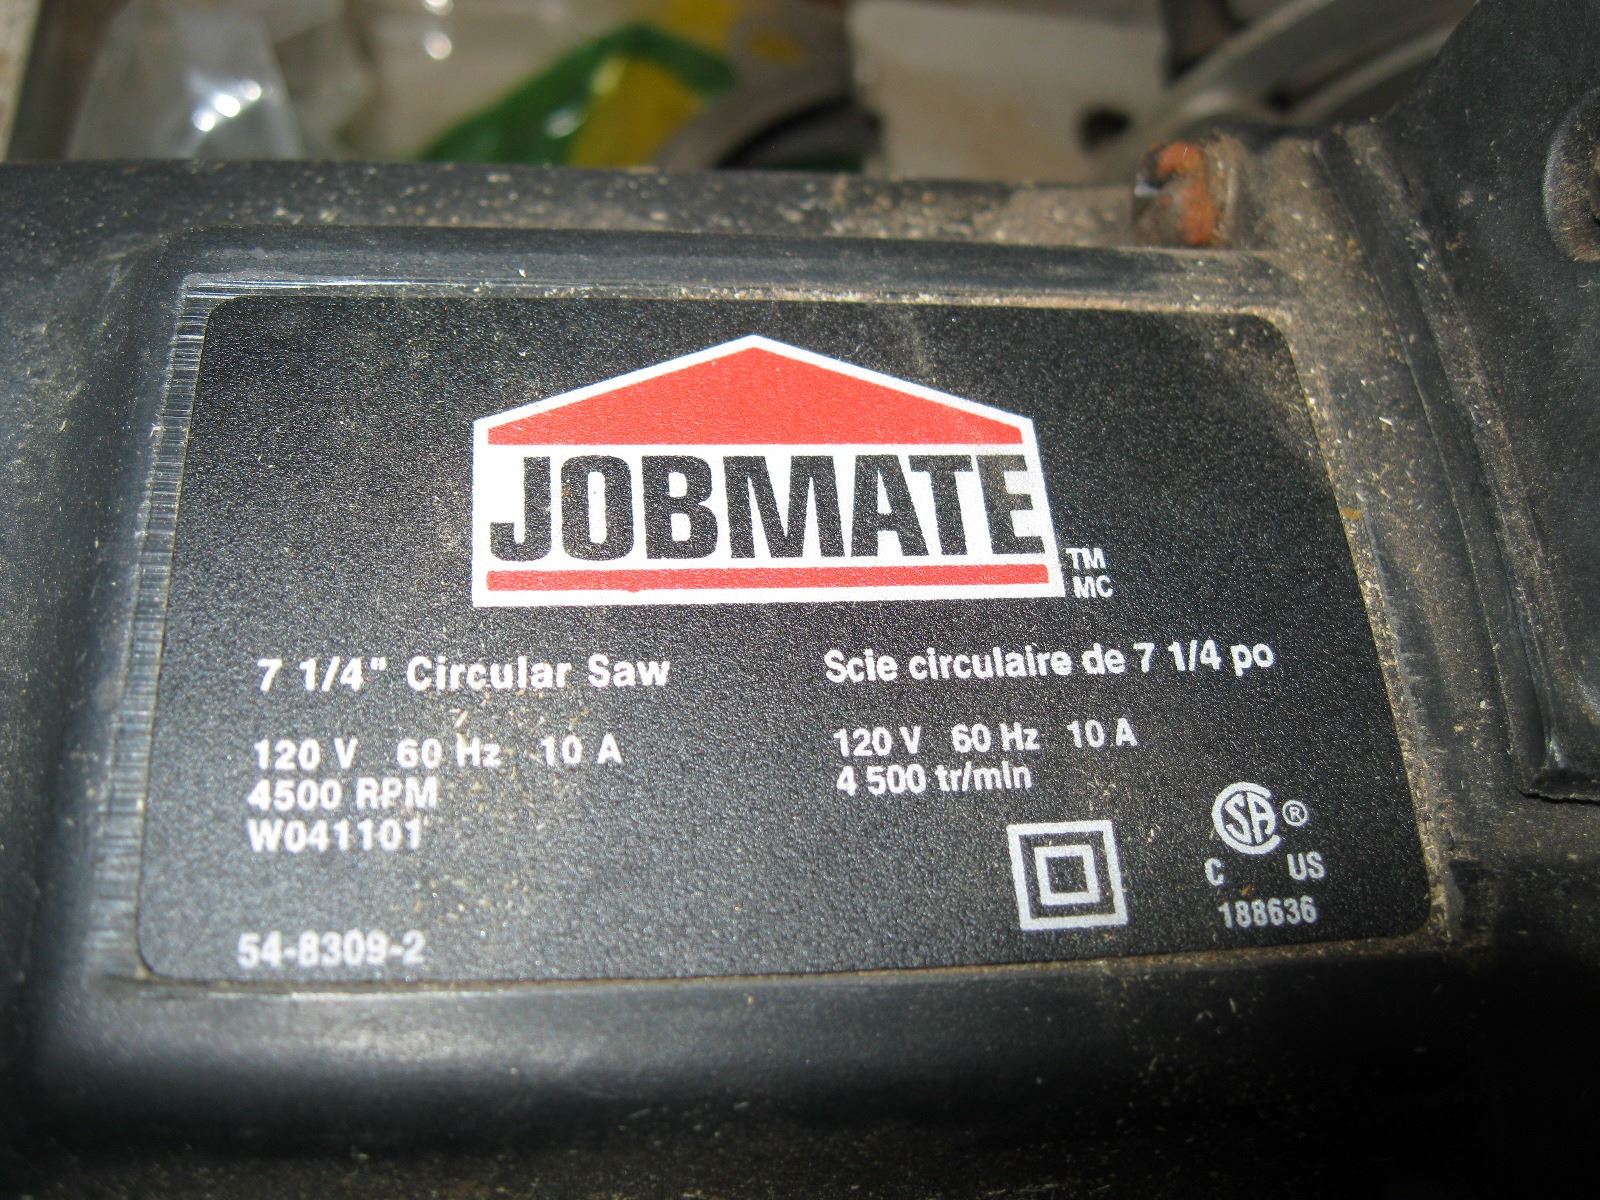 JOBMATE
TM
MC
7 1/4" Circular Saw
120 V 60 Hz 10 A
4500 RPM
W041101
54-8309-2
Scie circulaire de 7 1/4 po
120 V 60 Hz 10 A
4 500 tr/min
CSA ®
C US
188636